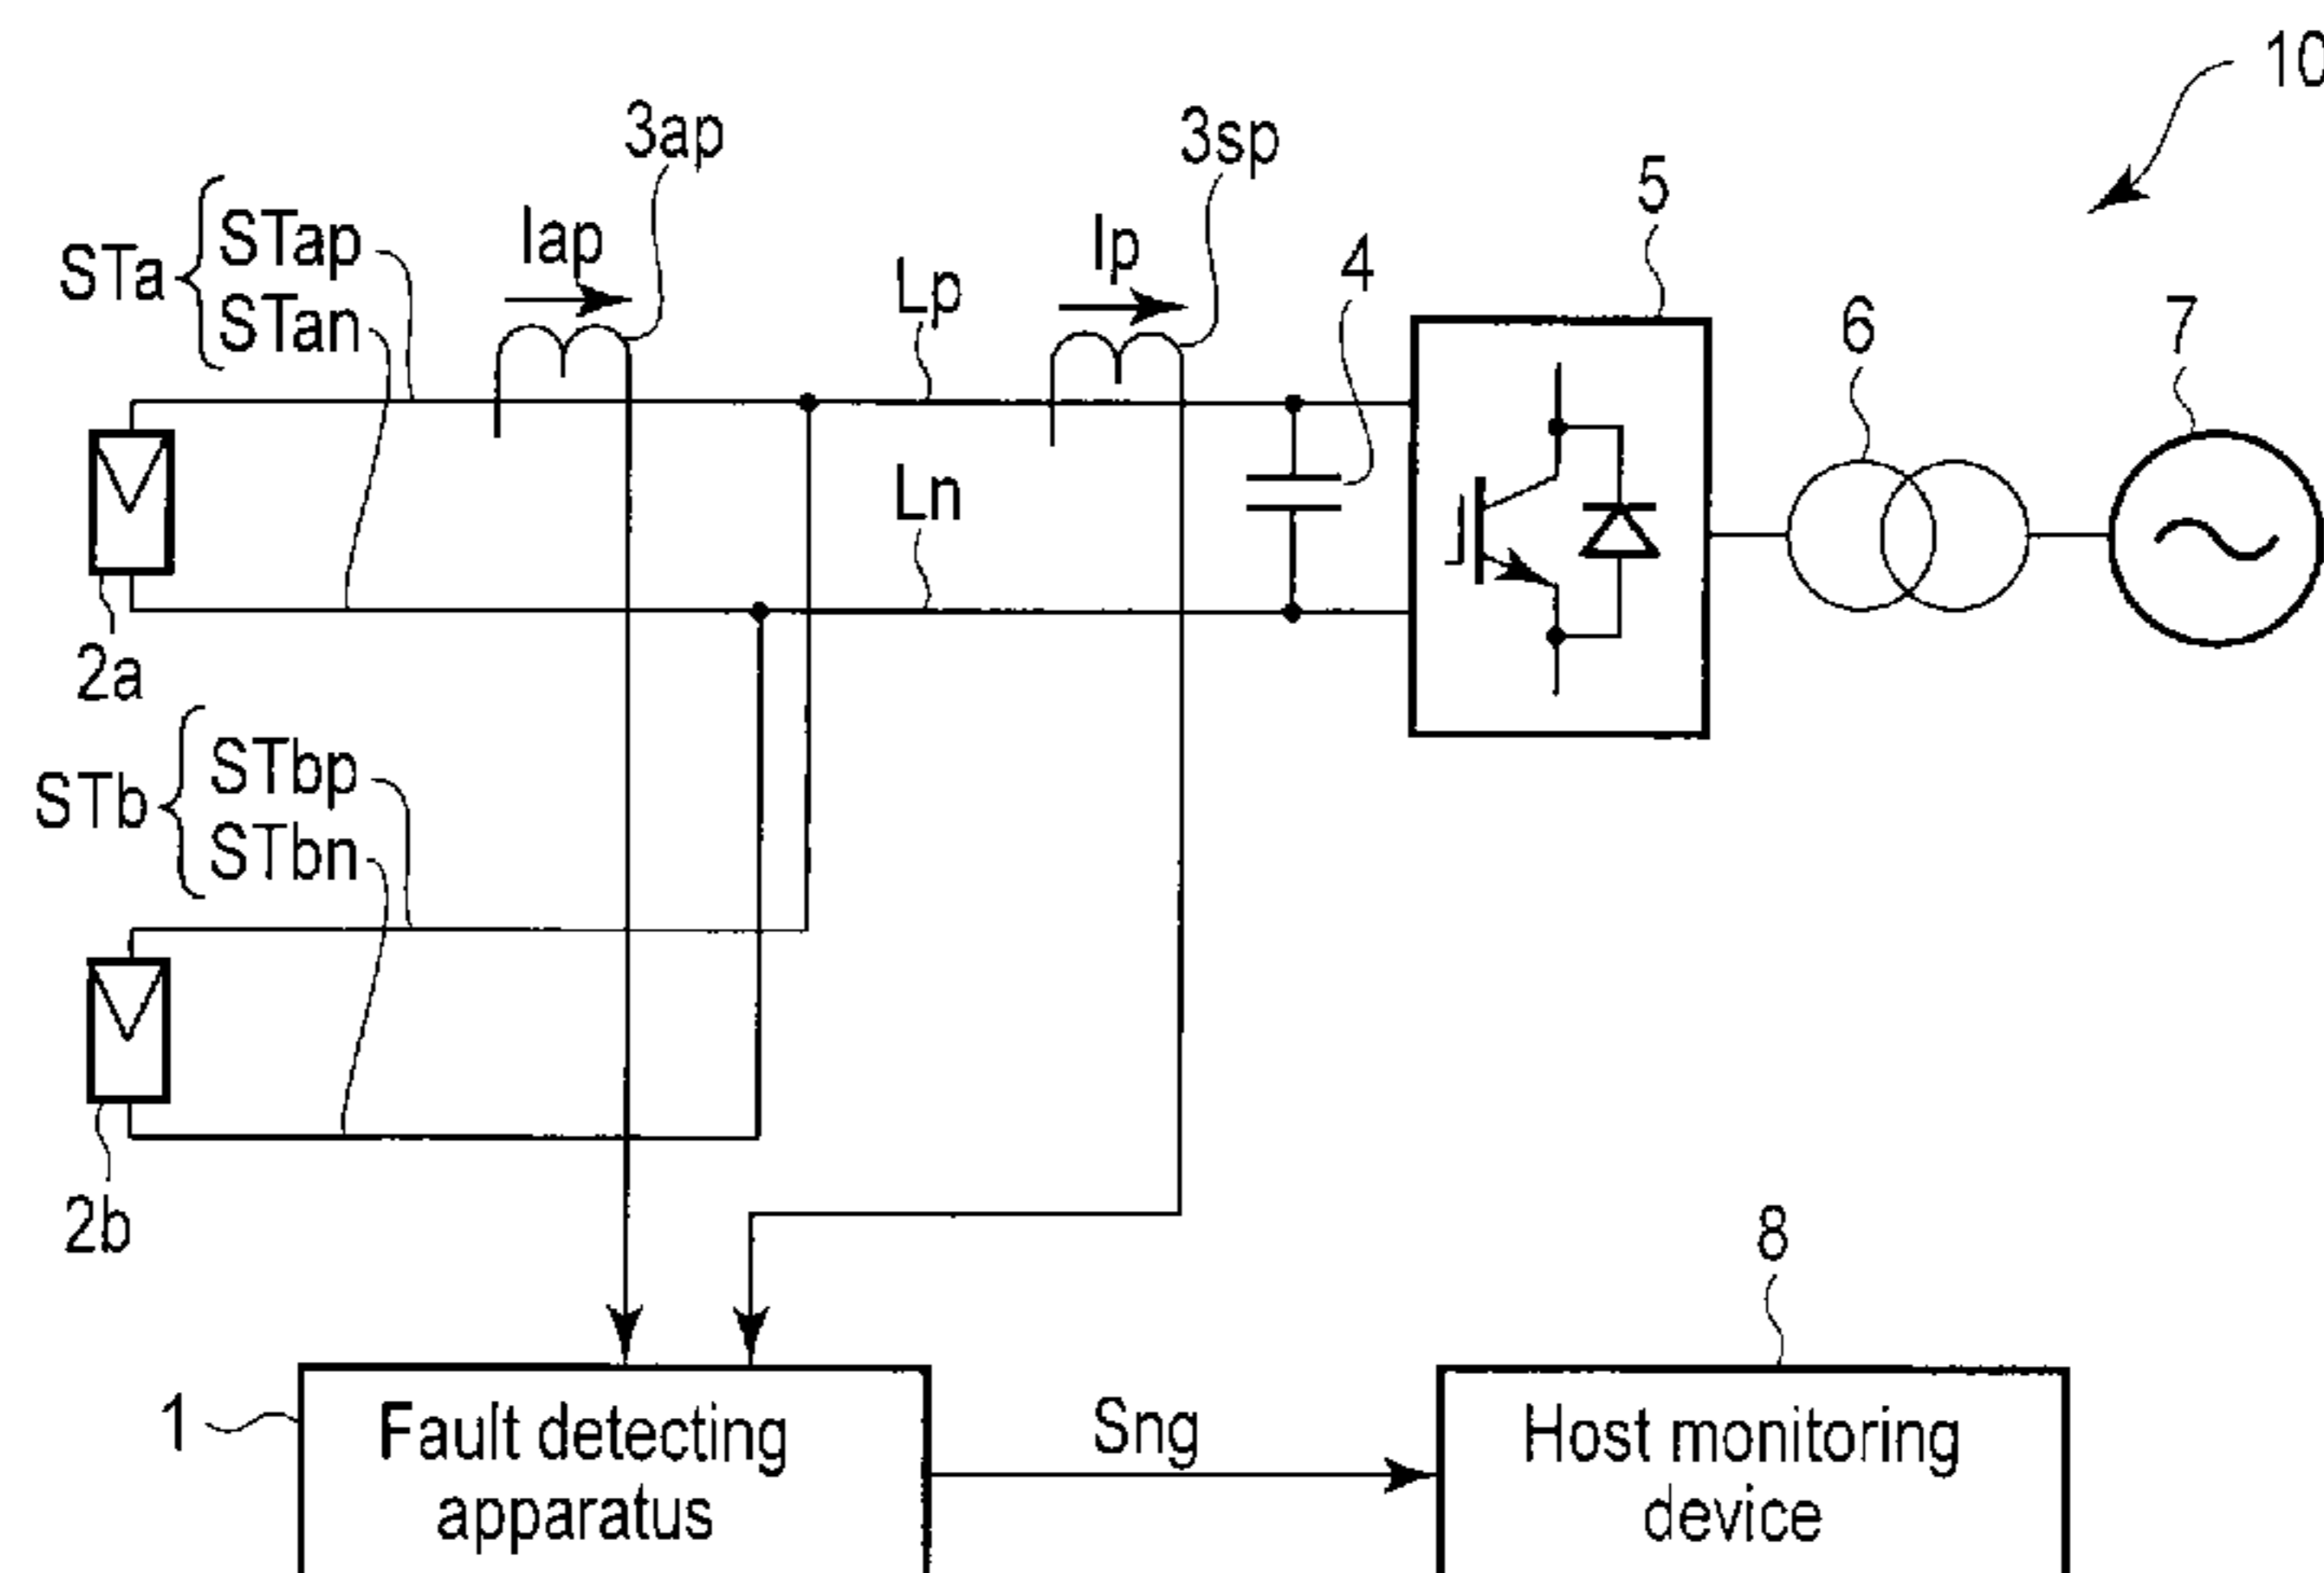 10
3ap
3sp
5
STa
STap
STan
Iap
Lp
Ip
4
6
7
Ln
2a
STb
STbp
STbn
2b
8
1
Fault detecting
apparatus
Sng
Host monitoring
device